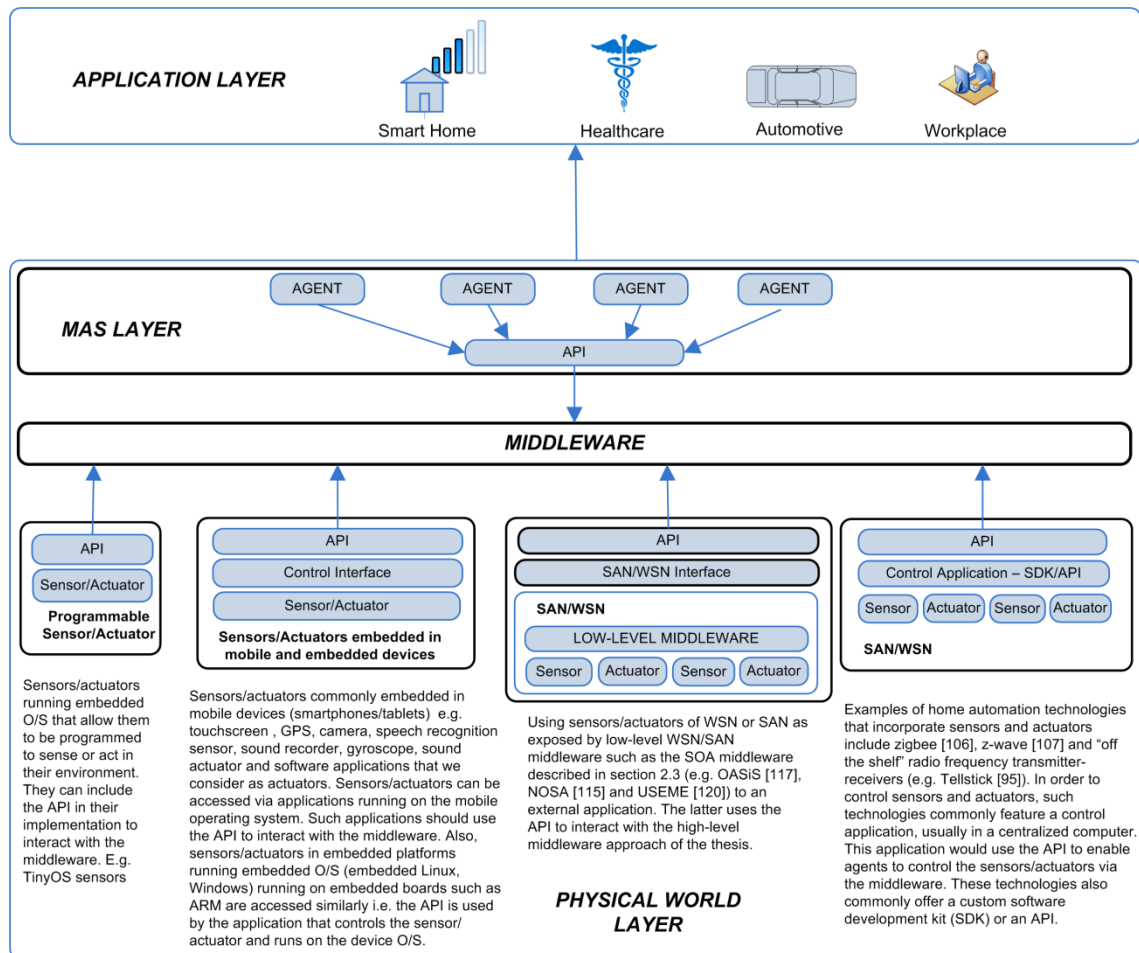 APPLICATION LAYER
Smart Home
Healthcare
Automotive
Workplace
AGENT
AGENT
AGENT
AGENT
MAS LAYER
API
MIDDLEWARE
API
Sensor/Actuator
Programmable
Sensor/Actuator
Sensors/actuators
running embedded
O/S that allow them
to be programmed
to sense or act in
their environment.
They can include
the API in their
implementation to
interact with the
middleware. E.g.
TinyOS sensors
API
Control Interface
Sensor/Actuator
Sensors/Actuators embedded in
mobile and embedded devices
Sensors/actuators commonly embedded in
mobile devices (smartphones/tablets) e.g.
touchscreen , GPS, camera, speech recognition
sensor, sound recorder, gyroscope, sound
actuator and software applications that we
consider as actuators. Sensors/actuators can be
accessed via applications running on the mobile
operating system. Such applications should use
the API to interact with the middleware. Also,
sensors/actuators in embedded platforms
running embedded O/S (embedded Linux,
Windows) running on embedded boards such as
ARM are accessed similarly i.e. the API is used
by the application that controls the sensor/
actuator and runs on the device O/S.
API
SAN/WSN Interface
SAN/WSN
LOW-LEVEL MIDDLEWARE
Sensor
Actuator
Sensor
Actuator
Using sensors/actuators of WSN or SAN as
exposed by low-level WSN/SAN
middleware such as the SOA middleware
described in section 2.3 (e.g. OASiS [117],
NOSA [115] and USEME [120]) to an
external application. The latter uses the
API to interact with the high-level
middleware approach of the thesis.
PHYSICAL WORLD
LAYER
API
Control Application – SDK/API
Sensor
Actuator
Sensor
Actuator
SAN/WSN
Examples of home automation technologies
that incorporate sensors and actuators
include zigbee [106], z-wave [107] and “off
the shelf” radio frequency transmitter-
receivers (e.g. Tellstick [95]). In order to
control sensors and actuators, such
technologies commonly feature a control
application, usually in a centralized computer.
This application would use the API to enable
agents to control the sensors/actuators via
the middleware. These technologies also
commonly offer a custom software
development kit (SDK) or an API.